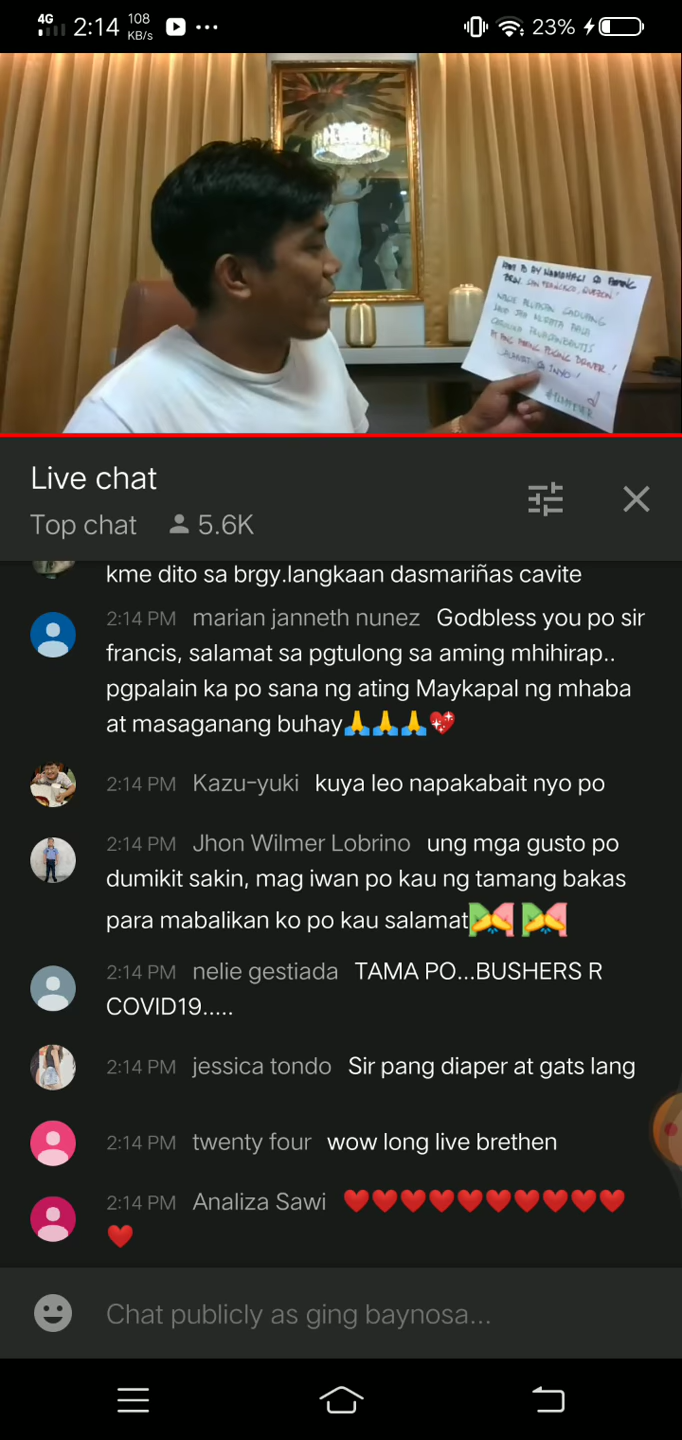 4G 2:14 108 KB/s 23%
SAN FRANCISCO, QUEZON!
Live chat
Top chat 5.6K
kme dito sa brgy.langkaan dasmariñas cavite
2:14 PM marian janneth nunez Godbless you po sir
francis, salamat sa pgtulong sa aming mhihirap..
pgpalain ka po sana ng ating Maykapal ng mhaba
at masaganang buhay🙏🙏🙏💖
2:14 PM Kazu-yuki kuya leo napakabait nyo po
2:14 PM Jhon Wilmer Lobrino ung mga gusto po
dumikit sakin, mag iwan po kau ng tamang bakas
para mabalikan ko po kau salamat
2:14 PM nelie gestiada TAMA PO...BUSHERS R
COVID19.....
2:14 PM jessica tondo Sir pang diaper at gats lang
2:14 PM twenty four wow long live brethen
2:14 PM Analiza Sawi ❤❤❤❤❤❤❤❤❤❤
❤
Chat publicly as ging baynosa...